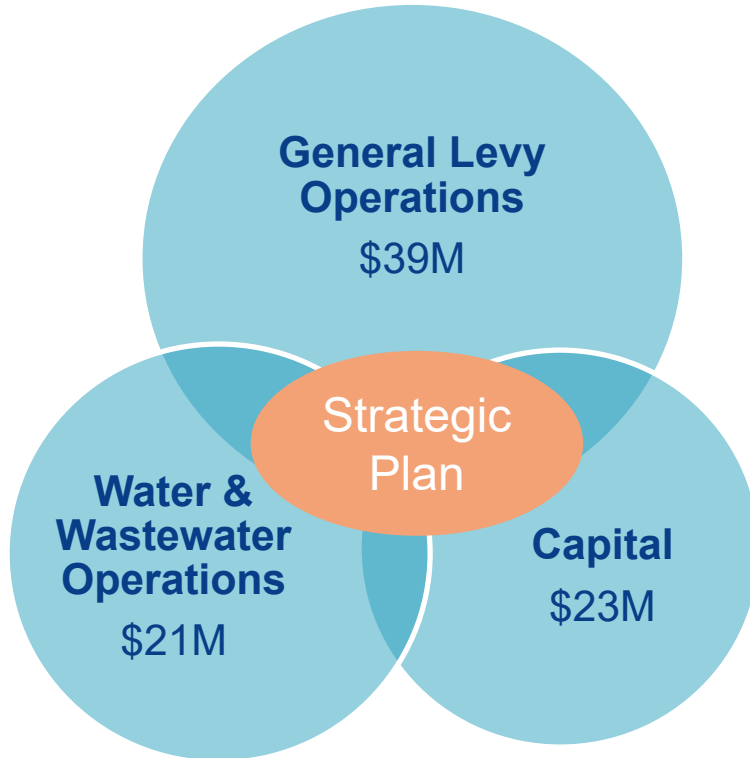 General Levy
Operations
$39M
Strategic
Plan
Water &
Wastewater
Operations
$21M
Capital
$23M